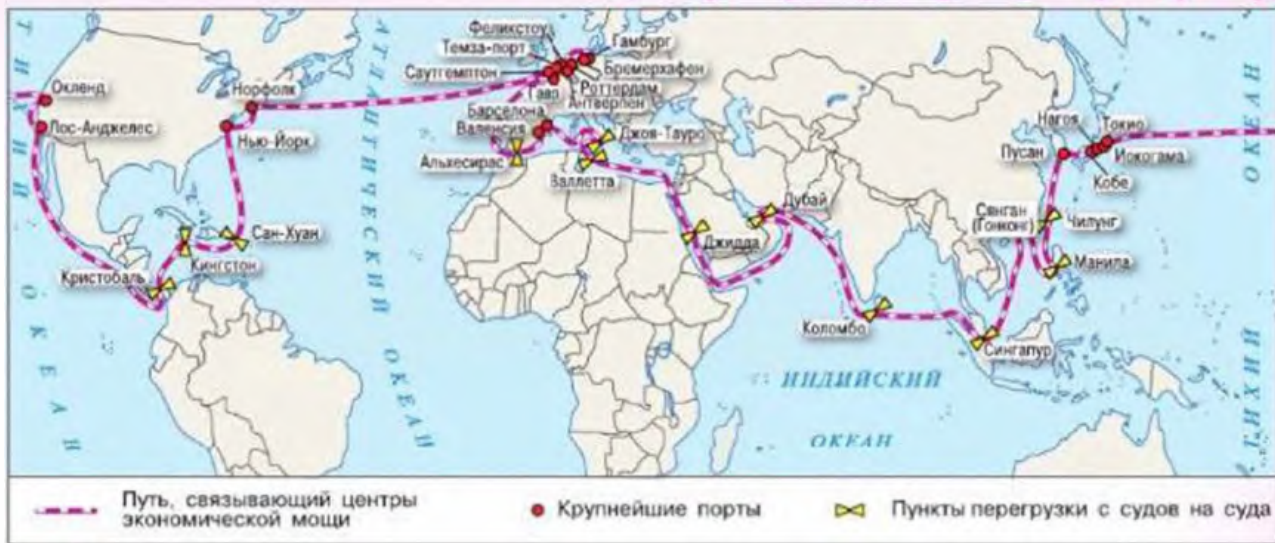 ТИХИЙ
ОКЕАН
АТЛАНТИЧЕСКИЙ
ОКЕАН
Окленд
Лос-Анджелес
Норфолк
Нью-Йорк
Сан-Хуан
Кингстон
Кристобаль
Феликстоу
Темза-порт
Саутгемптон
Гавр
Гамбург
Бремерхафен
Роттердам
Антверпен
Барселона
Валенсия
Альхесирас
Джоя-Тауро
Валлетта
Джидда
Дубай
Коломбо
Сингапур
Сянган
(Гонконг)
Чилунг
Манила
Пусан
Нагоя
Токио
Иокогама
Кобе
ИНДИЙСКИЙ
ОКЕАН
ТИХИЙ
ОКЕАН
Путь, связывающий центры
экономической мощи
Крупнейшие порты
Пункты перегрузки с судов на суда